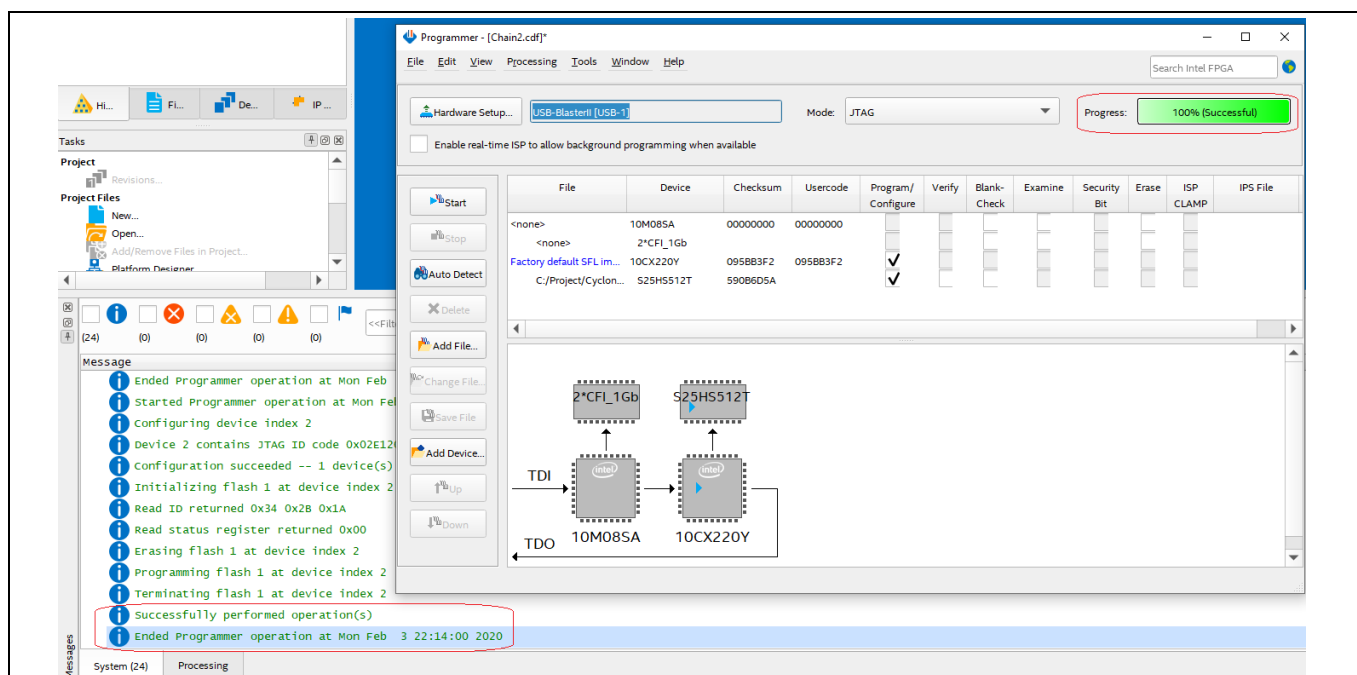 Programmer - [Chain2.cdf]*
File Edit View Processing Tools Window Help
Search Intel FPGA
Hardware Setup... USB-BlasterII [USB-1] Mode: JTAG Progress: 100% (Successful)
Enable real-time ISP to allow background programming when available
Hi... Fi... De... IP ...
Tasks
Project
Revisions...
Project Files
New...
Open...
Add/Remove Files in Project...
Platform Designer
Start
Stop
Auto Detect
Delete
Add File...
Change File...
Save File
Add Device...
Up
Down
File Device Checksum Usercode Program/ Verify Blank- Examine Security Erase ISP IPS File
Configure Check Bit CLAMP
<none> 10M08SA 00000000 00000000
<none> 2*CFI_1Gb
Factory default SFL im... 10CX220Y 095BB3F2 095BB3F2
C:/Project/Cyclon... S25HS512T 590B6D5A
2*CFI_1Gb S25HS512T
(intel) (intel)
TDI
TDO
10M08SA 10CX220Y
<<Filt
(24) (0) (0) (0) (0)
Message
Ended Programmer operation at Mon Feb
Started Programmer operation at Mon Fe
Configuring device index 2
Device 2 contains JTAG ID code 0x02E12
Configuration succeeded -- 1 device(s)
Initializing flash 1 at device index 2
Read ID returned 0x34 0x2B 0x1A
Read status register returned 0x00
Erasing flash 1 at device index 2
Programming flash 1 at device index 2
Terminating flash 1 at device index 2
Successfully performed operation(s)
Ended Programmer operation at Mon Feb 3 22:14:00 2020
Messages
System (24) Processing